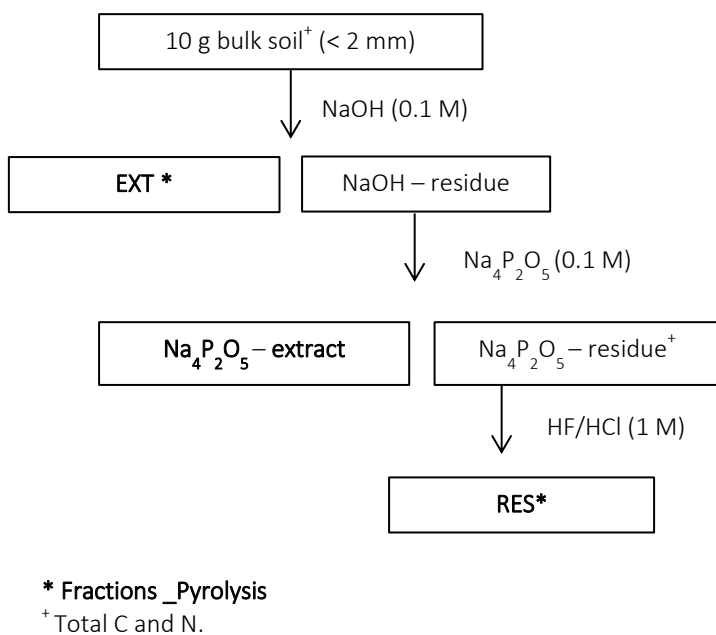 10 g bulk soil⁺ (< 2 mm)
NaOH (0.1 M)
EXT *
NaOH – residue
Na₄P₂O₅ (0.1 M)
Na₄P₂O₅ – extract
Na₄P₂O₅ – residue⁺
HF/HCl (1 M)
RES*
* Fractions _Pyrolysis
⁺ Total C and N.